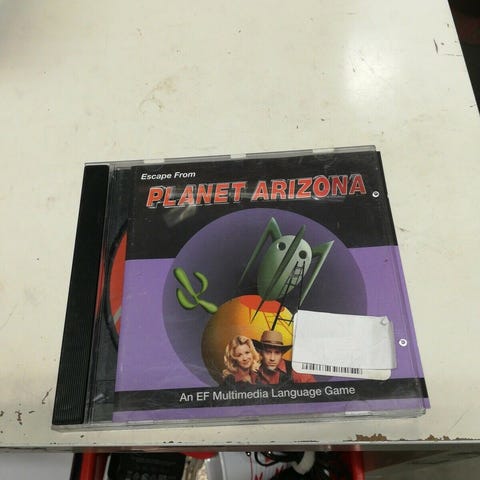 Escape From
PLANET ARIZONA
An EF Multimedia Language Game